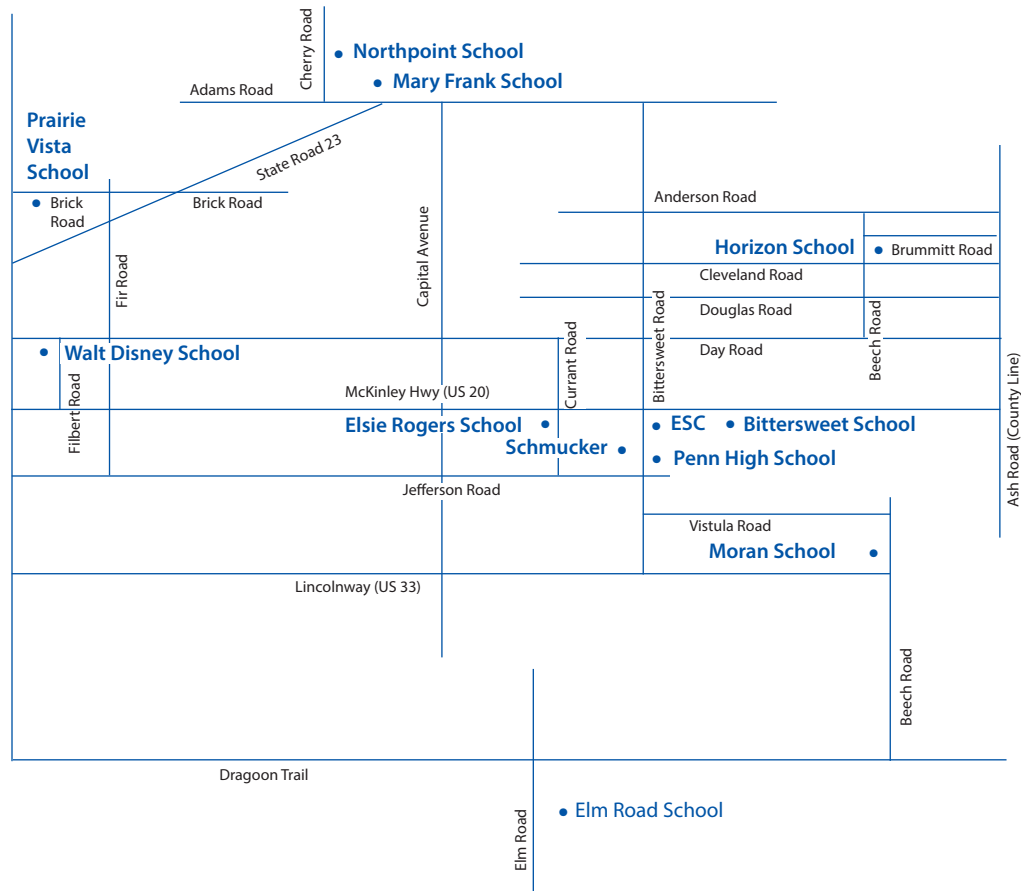 Cherry Road
Northpoint School
Mary Frank School
Adams Road
Prairie
Vista
School
State Road 23
Brick
Road
Brick Road
Anderson Road
Horizon School
Brummitt Road
Capital Avenue
Fir Road
Cleveland Road
Bittersweet Road
Douglas Road
Beech Road
Walt Disney School
Currant Road
Day Road
Filbert Road
McKinley Hwy (US 20)
Ash Road (County Line)
Elsie Rogers School
ESC
Bittersweet School
Schmucker
Penn High School
Jefferson Road
Vistula Road
Moran School
Lincolnway (US 33)
Beech Road
Dragoon Trail
Elm Road
Elm Road School